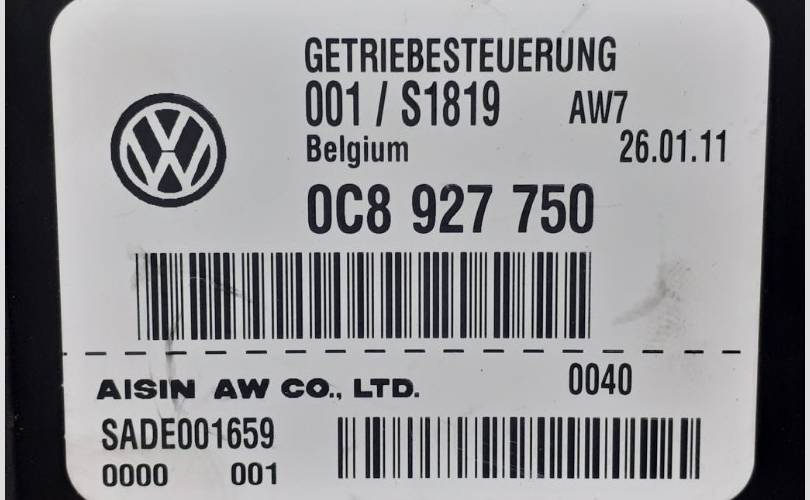 GETRIEBESTEUERUNG
001 / S1819 AW7
Belgium 26.01.11
0C8 927 750
AISIN AW CO., LTD. 0040
SADE001659
0000 001